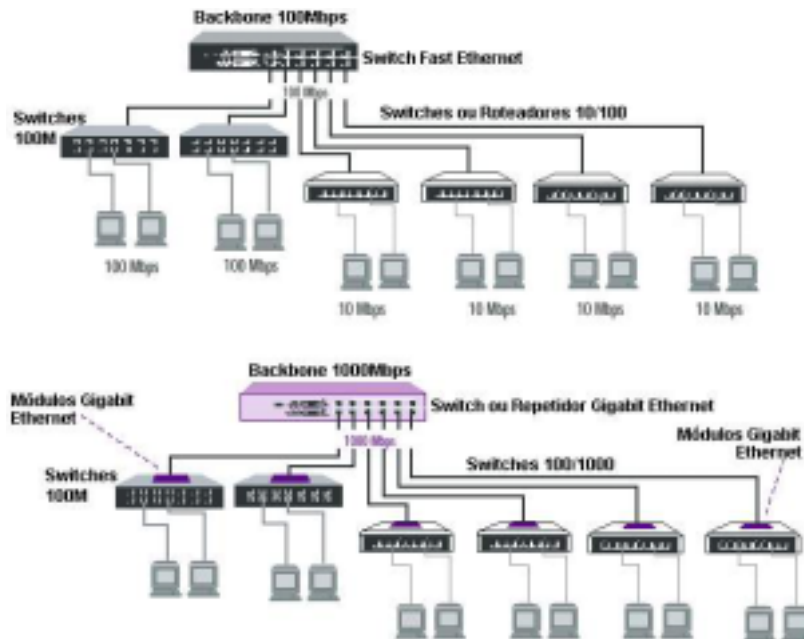 Backbone 100Mbps
Switch Fast Ethernet
100 Mbps
Switches ou Roteadores 10/100
Switches
100M
100 Mbps
100 Mbps
10 Mbps
10 Mbps
10 Mbps
10 Mbps
Backbone 1000Mbps
Módulos Gigabit
Ethernet
Switch ou Repetidor Gigabit Ethernet
1000 Mbps
Módulos Gigabit
Ethernet
Switches 100/1000
Switches
100M